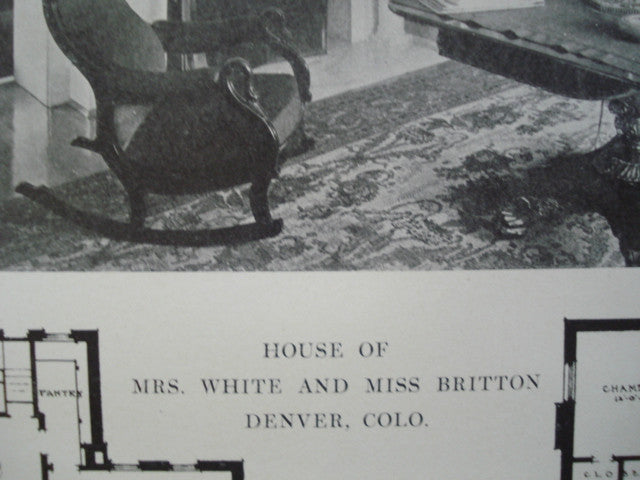 HOUSE OF
MRS. WHITE AND MISS BRITTON
DENVER, COLO.
PANTRY